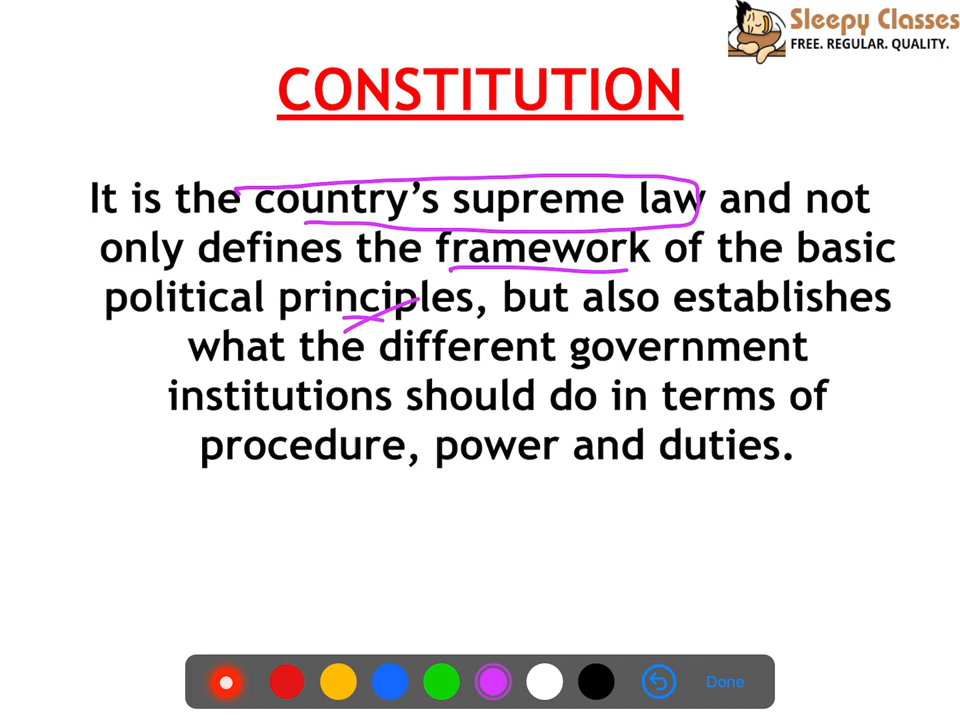 Sleepy Classes
FREE. REGULAR. QUALITY.
CONSTITUTION
It is the country’s supreme law and not
only defines the framework of the basic
political principles, but also establishes
what the different government
institutions should do in terms of
procedure, power and duties.
Done